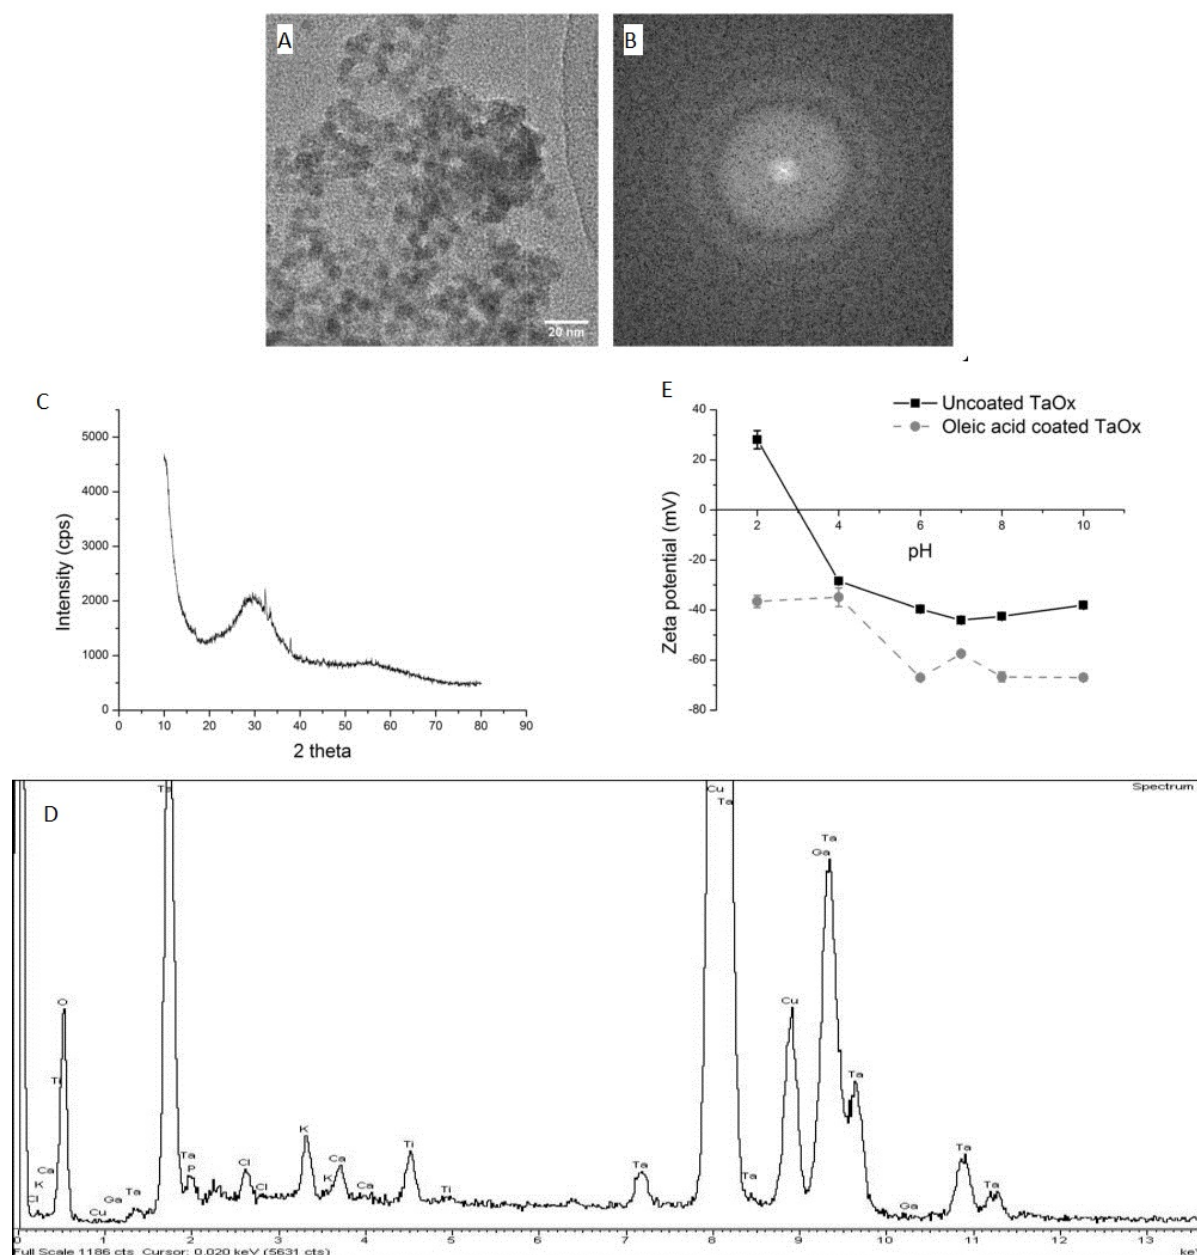 A
B
20 nm
C
5000
4000
3000
2000
1000
0
Intensity (cps)
0 10 20 30 40 50 60 70 80 90
2 theta
E
Uncoated TaOx
Oleic acid coated TaOx
40
20
0
-20
-40
-60
-80
Zeta potential (mV)
2 4 6 8 10
pH
D
Spectrum
Ta
Cu
Ta
Ta
Ga
O
Cu
Ti
Ta
K
Ti
Ta
P
Cl
Ca
Ta
Ta
Ca
K
Cl
Cu
Ga
Ta
Cl
K
Ca
Ti
Ta
Ga
Ta
0 1 2 3 4 5 6 7 8 9 10 11 12 13
Full Scale 1186 cts Cursor: 0.020 keV (5631 cts)